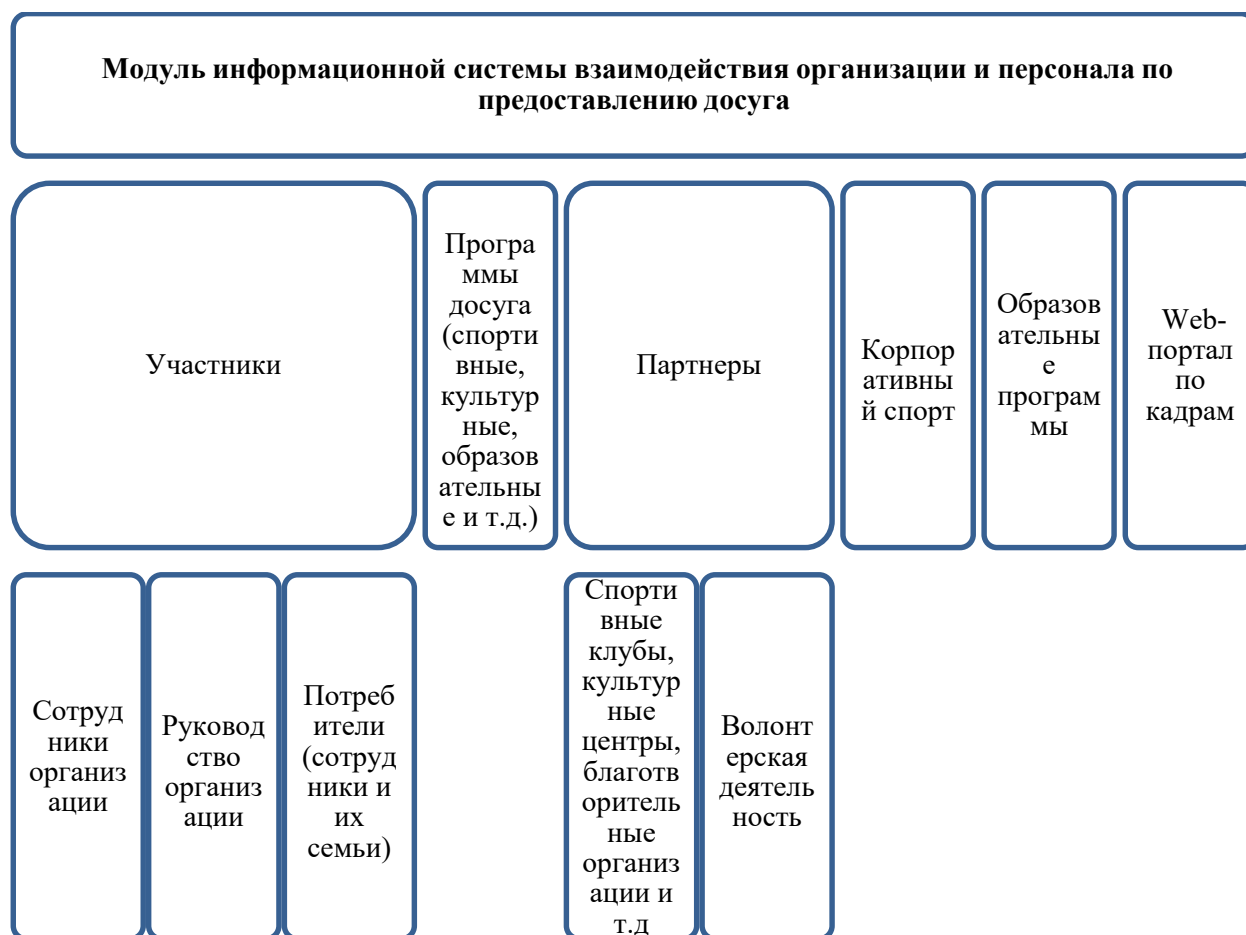 Модуль информационной системы взаимодействия организации и персонала по
предоставлению досуга
Участники
Програ
ммы
досуга
(спорти
вные,
культур
ные,
образов
ательны
е и т.д.)
Партнеры
Корпор
ативны
й спорт
Образов
ательны
е
програм
мы
Web-
портал
по
кадрам
Сотруд
ники
организ
ации
Руковод
ство
организ
ации
Потреб
ители
(сотруд
ники и
их
семьи)
Спорти
вные
клубы,
культур
ные
центры,
благотв
оритель
ные
организ
ации и
т.д
Волонт
ерская
деятель
ность